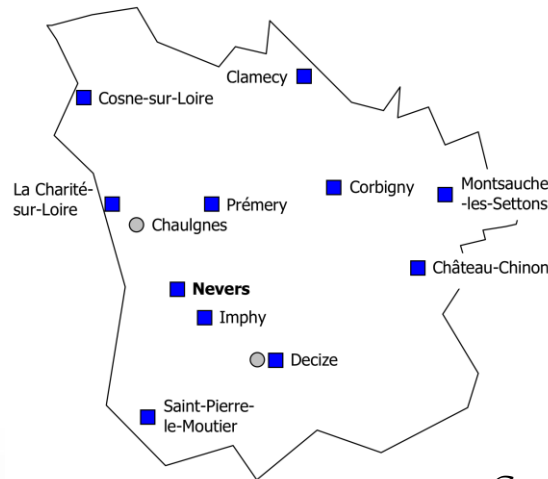 Clamecy
Cosne-sur-Loire
La Charité-
sur-Loire
Prémery
Corbigny
Montsauche
-les-Settons
Chaulgnes
Château-Chinon
Nevers
Imphy
Decize
Saint-Pierre-
le-Moutier